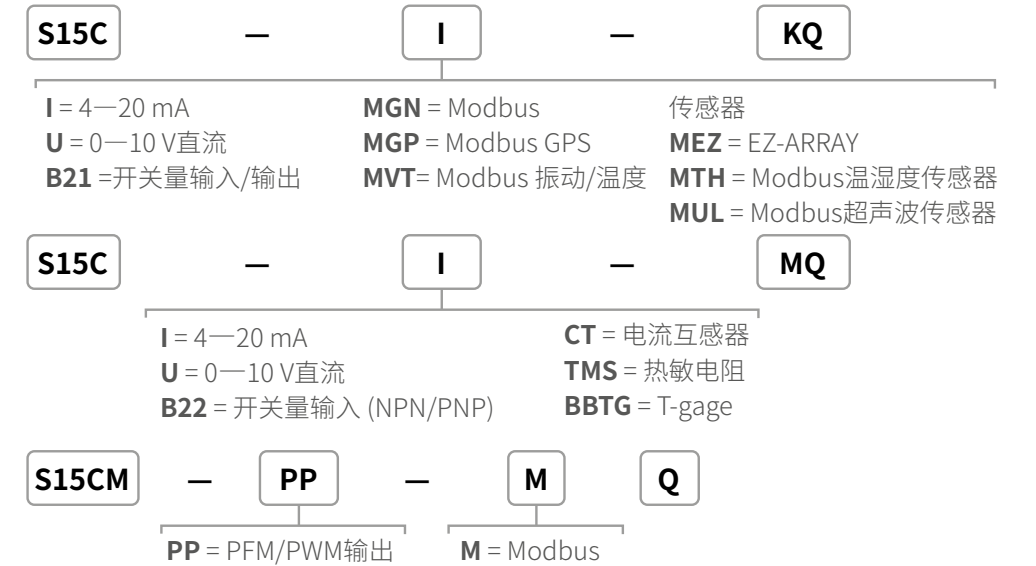 S15C — I — KQ
I = 4—20 mA
U = 0—10 V直流
B21 =开关量输入/输出
MGN = Modbus
MGP = Modbus GPS
MVT= Modbus 振动/温度
传感器
MEZ = EZ-ARRAY
MTH = Modbus温湿度传感器
MUL = Modbus超声波传感器
S15C — I — MQ
I = 4—20 mA
U = 0—10 V直流
B22 = 开关量输入 (NPN/PNP)
CT = 电流互感器
TMS = 热敏电阻
BBTG = T-gage
S15CM — PP — M Q
PP = PFM/PWM输出
M = Modbus